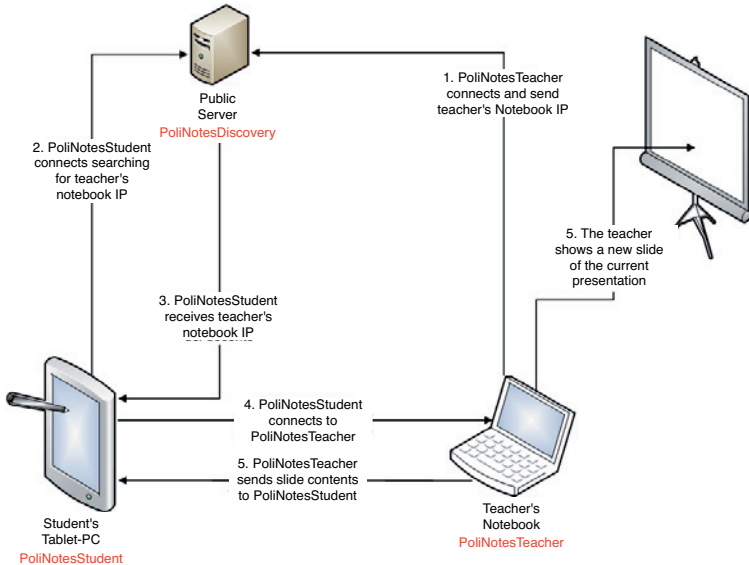 Public
Server
PoliNotesDiscovery
1. PoliNotesTeacher
connects and send
teacher's Notebook IP
2. PoliNotesStudent
connects searching
for teacher's
notebook IP
3. PoliNotesStudent
receives teacher's
notebook IP
4. PoliNotesStudent
connects to
PoliNotesTeacher
5. PoliNotesTeacher
sends slide contents
to PoliNotesStudent
5. The teacher
shows a new slide
of the current
presentation
Student's
Tablet-PC
PoliNotesStudent
Teacher's
Notebook
PoliNotesTeacher